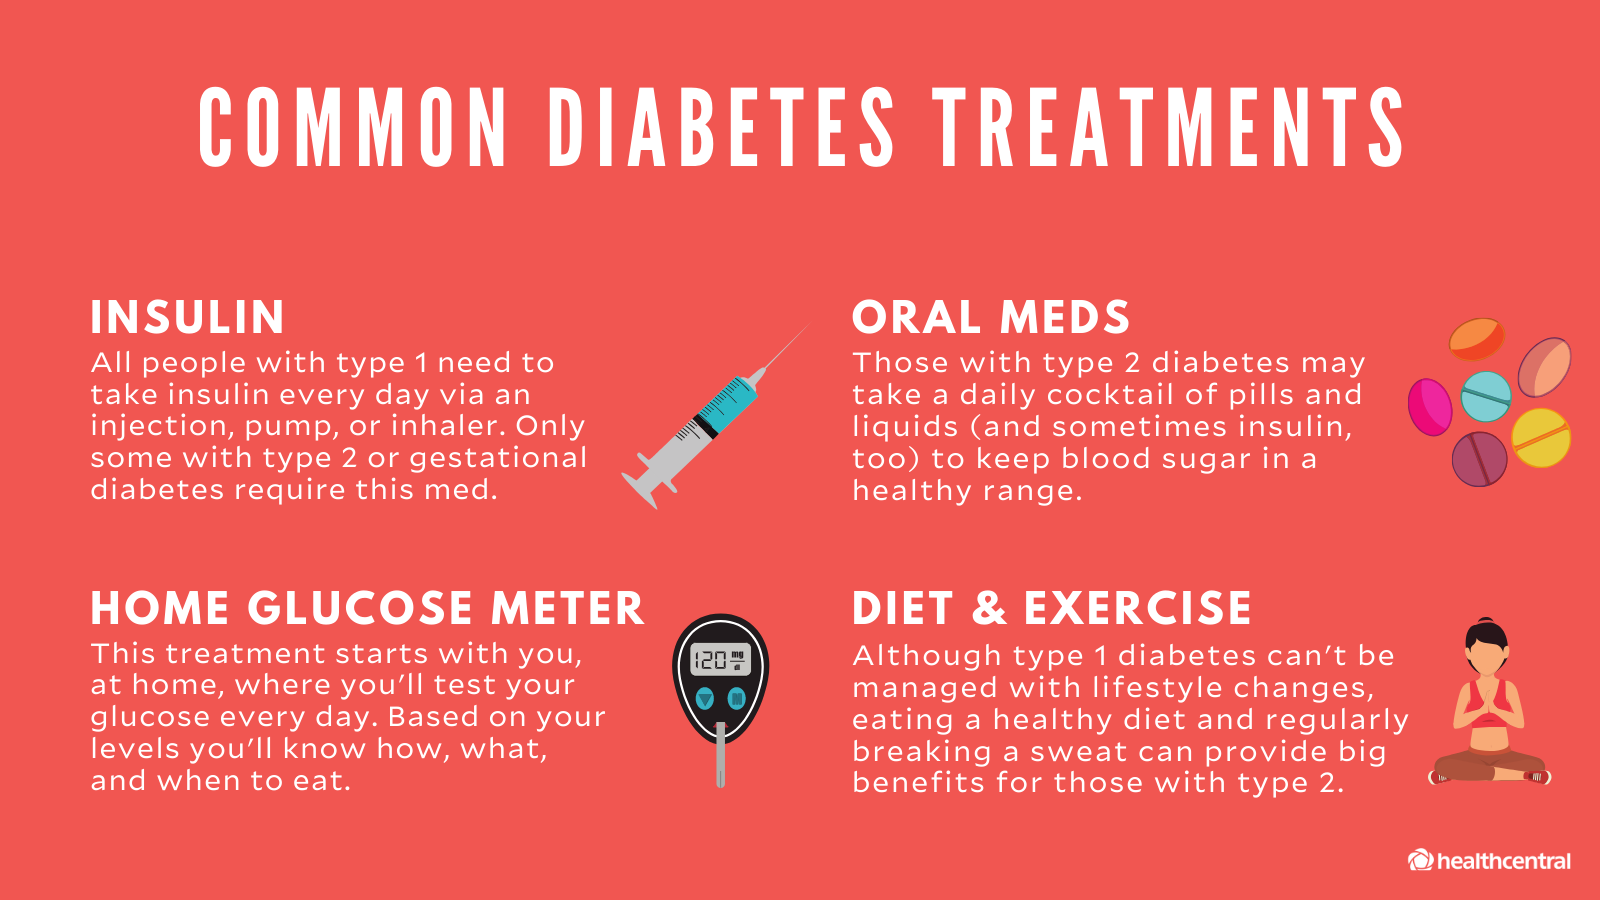 COMMON DIABETES TREATMENTS
INSULIN
All people with type 1 need to
take insulin every day via an
injection, pump, or inhaler. Only
some with type 2 or gestational
diabetes require this med.
ORAL MEDS
Those with type 2 diabetes may
take a daily cocktail of pills and
liquids (and sometimes insulin,
too) to keep blood sugar in a
healthy range.
HOME GLUCOSE METER
This treatment starts with you,
at home, where you'll test your
glucose every day. Based on your
levels you'll know how, what,
and when to eat.
120 mg
dl
M
DIET & EXERCISE
Although type 1 diabetes can't be
managed with lifestyle changes,
eating a healthy diet and regularly
breaking a sweat can provide big
benefits for those with type 2.
healthcentral